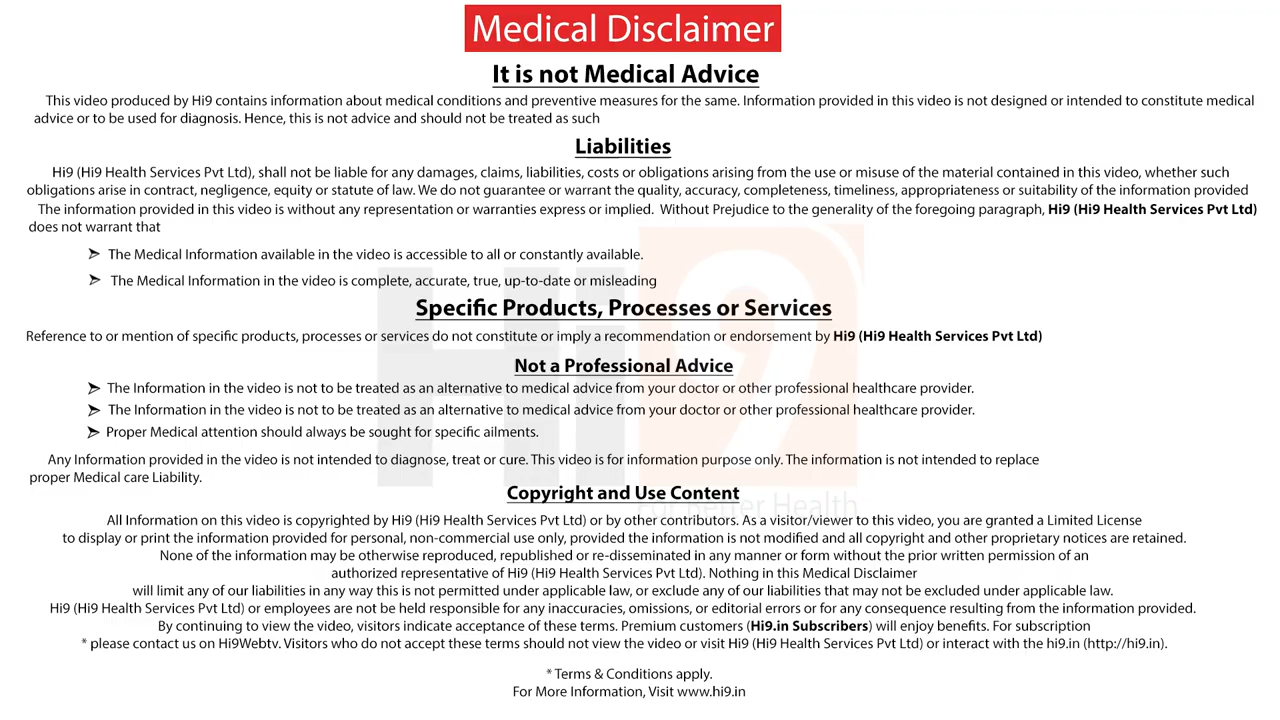 Medical Disclaimer
It is not Medical Advice
This video produced by Hi9 contains information about medical conditions and preventive measures for the same. Information provided in this video is not designed or intended to constitute medical
advice or to be used for diagnosis. Hence, this is not advice and should not be treated as such
Liabilities
Hi9 (Hi9 Health Services Pvt Ltd), shall not be liable for any damages, claims, liabilities, costs or obligations arising from the use or misuse of the material contained in this video, whether such
obligations arise in contract, negligence, equity or statute of law. We do not guarantee or warrant the quality, accuracy, completeness, timeliness, appropriateness or suitability of the information provided
The information provided in this video is without any representation or warranties express or implied. Without Prejudice to the generality of the foregoing paragraph, Hi9 (Hi9 Health Services Pvt Ltd)
does not warrant that
➢ The Medical Information available in the video is accessible to all or constantly available.
➢ The Medical Information in the video is complete, accurate, true, up-to-date or misleading
Hi9
Specific Products, Processes or Services
Reference to or mention of specific products, processes or services do not constitute or imply a recommendation or endorsement by Hi9 (Hi9 Health Services Pvt Ltd)
Not a Professional Advice
➢ The Information in the video is not to be treated as an alternative to medical advice from your doctor or other professional healthcare provider.
➢ The Information in the video is not to be treated as an alternative to medical advice from your doctor or other professional healthcare provider.
➢ Proper Medical attention should always be sought for specific ailments.
Any Information provided in the video is not intended to diagnose, treat or cure. This video is for information purpose only. The information is not intended to replace
proper Medical care Liability.
Copyright and Use Content
For Better Health
All Information on this video is copyrighted by Hi9 (Hi9 Health Services Pvt Ltd) or by other contributors. As a visitor/viewer to this video, you are granted a Limited License
to display or print the information provided for personal, non-commercial use only, provided the information is not modified and all copyright and other proprietary notices are retained.
None of the information may be otherwise reproduced, republished or re-disseminated in any manner or form without the prior written permission of an
authorized representative of Hi9 (Hi9 Health Services Pvt Ltd). Nothing in this Medical Disclaimer
will limit any of our liabilities in any way this is not permitted under applicable law, or exclude any of our liabilities that may not be excluded under applicable law.
Hi9 (Hi9 Health Services Pvt Ltd) or employees are not be held responsible for any inaccuracies, omissions, or editorial errors or for any consequence resulting from the information provided.
By continuing to view the video, visitors indicate acceptance of these terms. Premium customers (Hi9.in Subscribers) will enjoy benefits. For subscription
* please contact us on Hi9Webtv. Visitors who do not accept these terms should not view the video or visit Hi9 (Hi9 Health Services Pvt Ltd) or interact with the hi9.in (http://hi9.in).
* Terms & Conditions apply.
For More Information, Visit www.hi9.in